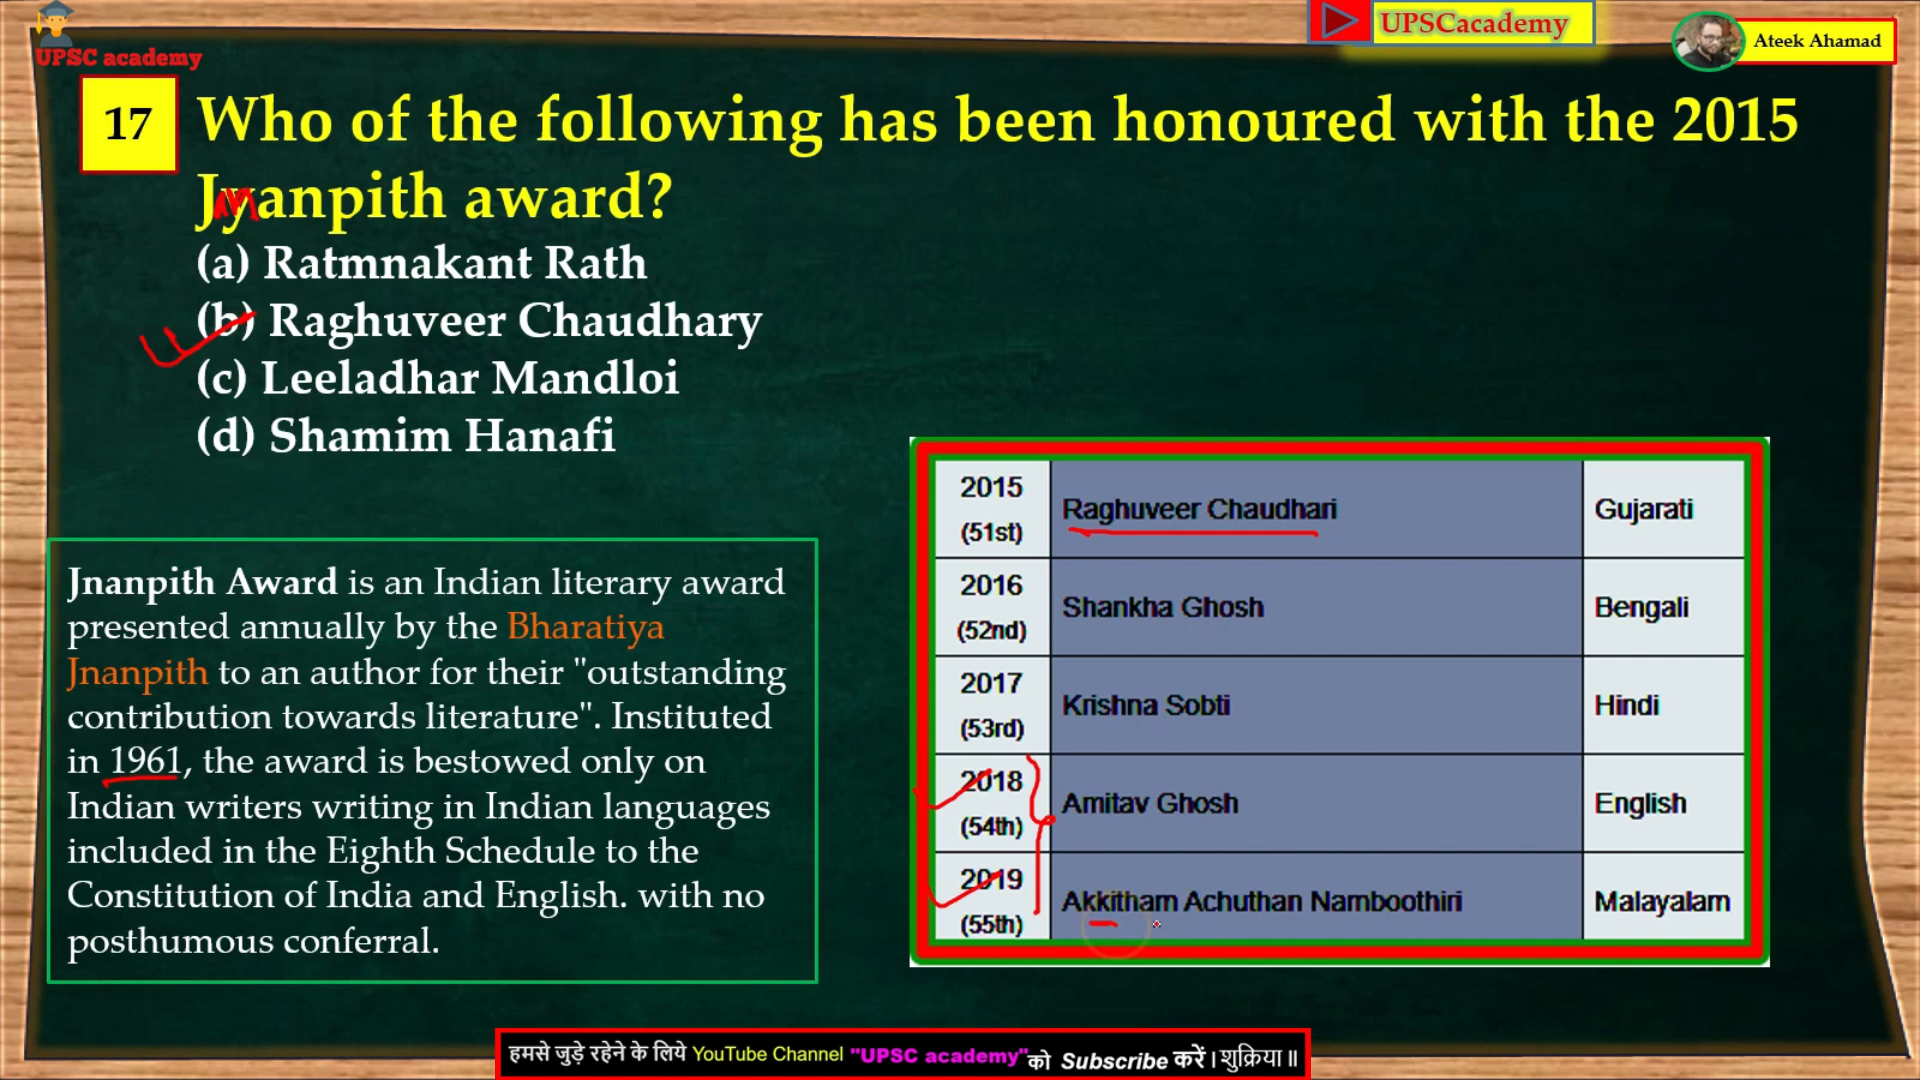 UPSC academy
UPSCacademy
Ateek Ahamad
17
Who of the following has been honoured with the 2015
Jyanpith award?
(a) Ratmnakant Rath
(b) Raghuveer Chaudhary
(c) Leeladhar Mandloi
(d) Shamim Hanafi
Jnanpith Award is an Indian literary award
presented annually by the Bharatiya
Jnanpith to an author for their "outstanding
contribution towards literature". Instituted
in 1961, the award is bestowed only on
Indian writers writing in Indian languages
included in the Eighth Schedule to the
Constitution of India and English. with no
posthumous conferral.
2015
(51st)
Raghuveer Chaudhari
Gujarati
2016
(52nd)
Shankha Ghosh
Bengali
2017
(53rd)
Krishna Sobti
Hindi
2018
(54th)
Amitav Ghosh
English
2019
(55th)
Akkitham Achuthan Namboothiri
Malayalam
हमसे जुड़े रहेने के लिये YouTube Channel "UPSC academy" को Subscribe करें। शुक्रिया॥